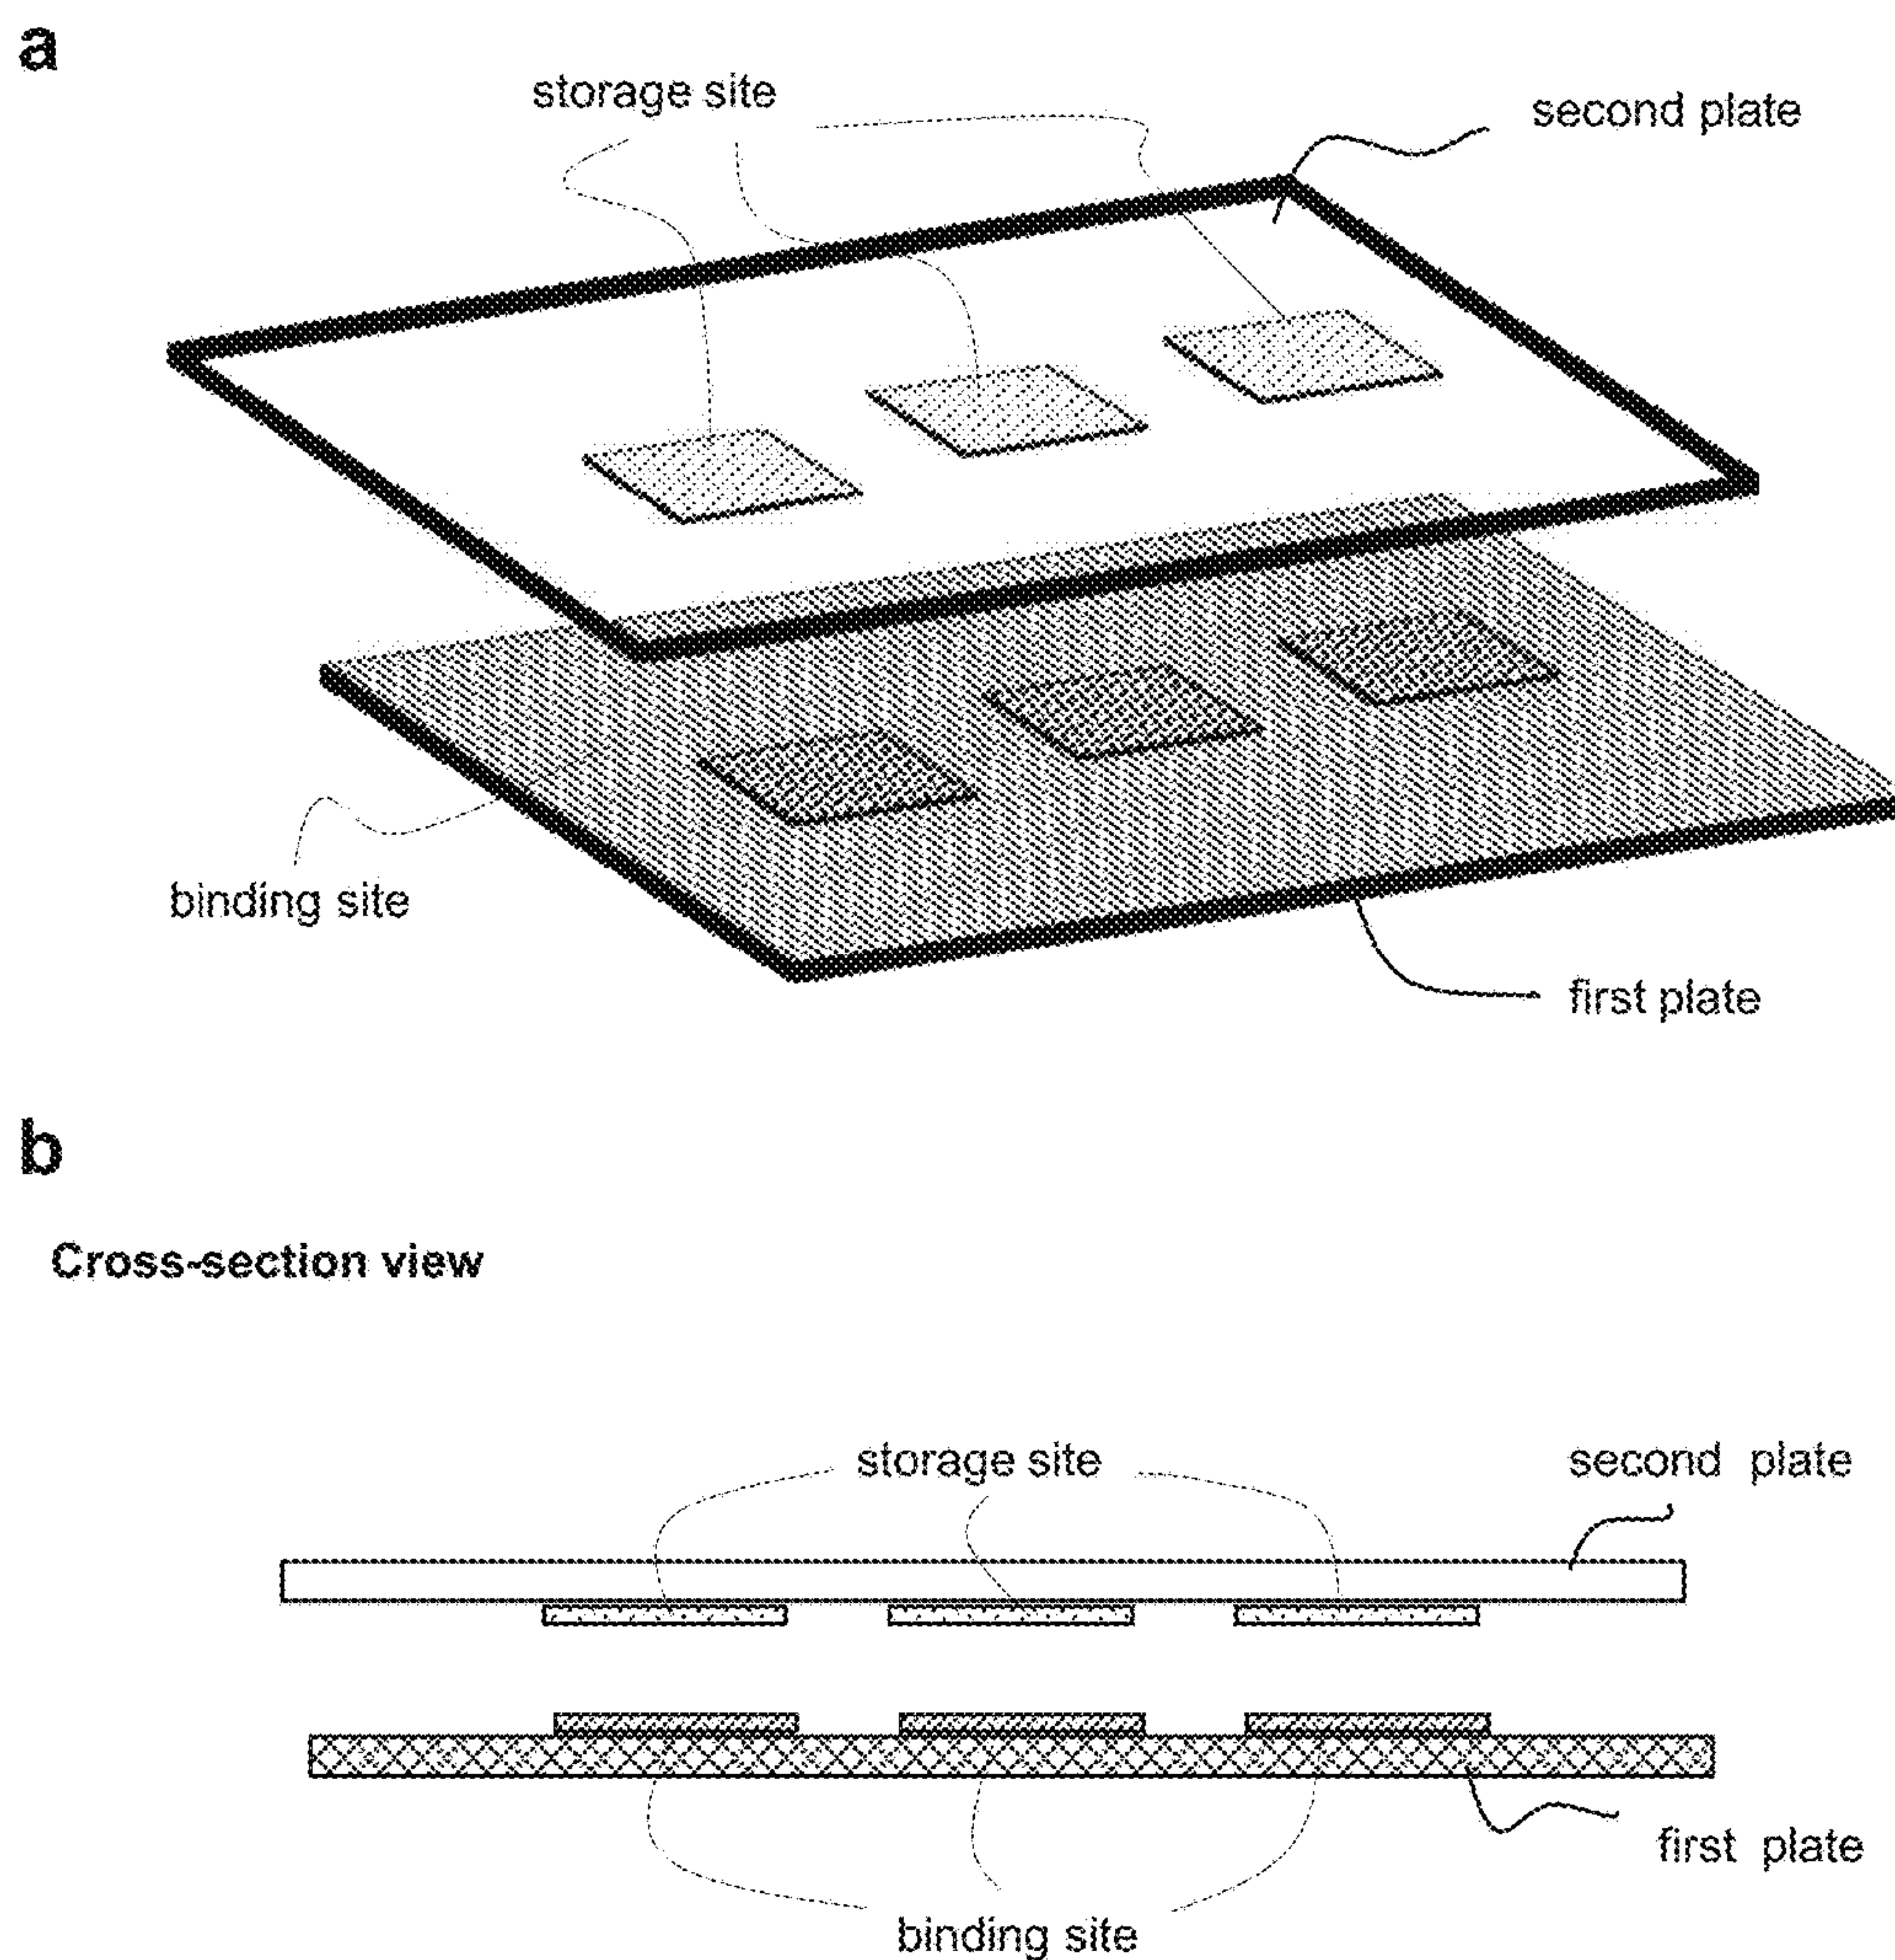 a
storage site
second plate
binding site
first plate
b
Cross-section view
storage site
second plate
first plate
binding site